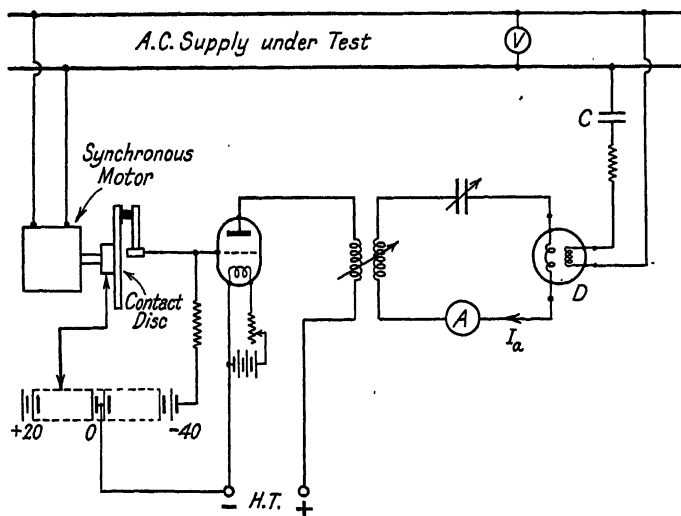 A.C. Supply under Test
V
C
Synchronous
Motor
Contact
Disc
D
A
Iₐ
+20
0
-40
- H.T. +